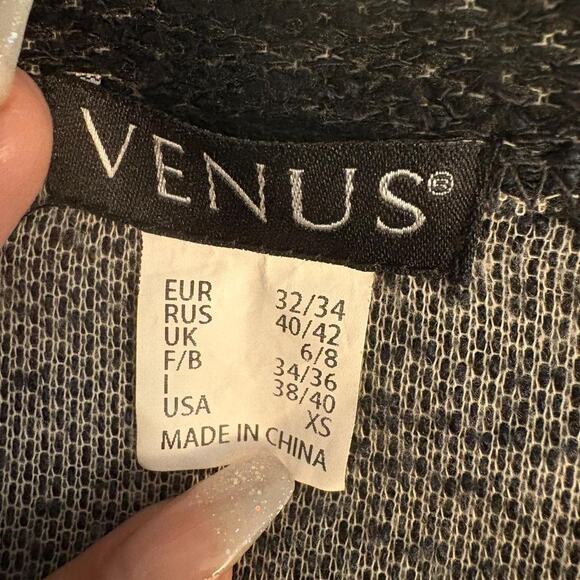 VENUS®
EUR 32/34
RUS 40/42
UK 6/8
F/B 34/36
I 38/40
USA XS
MADE IN CHINA